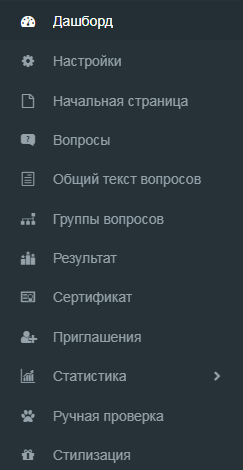 Дашборд
Настройки
Начальная страница
Вопросы
Общий текст вопросов
Группы вопросов
Результат
Сертификат
Приглашения
Статистика
Ручная проверка
Стилизация